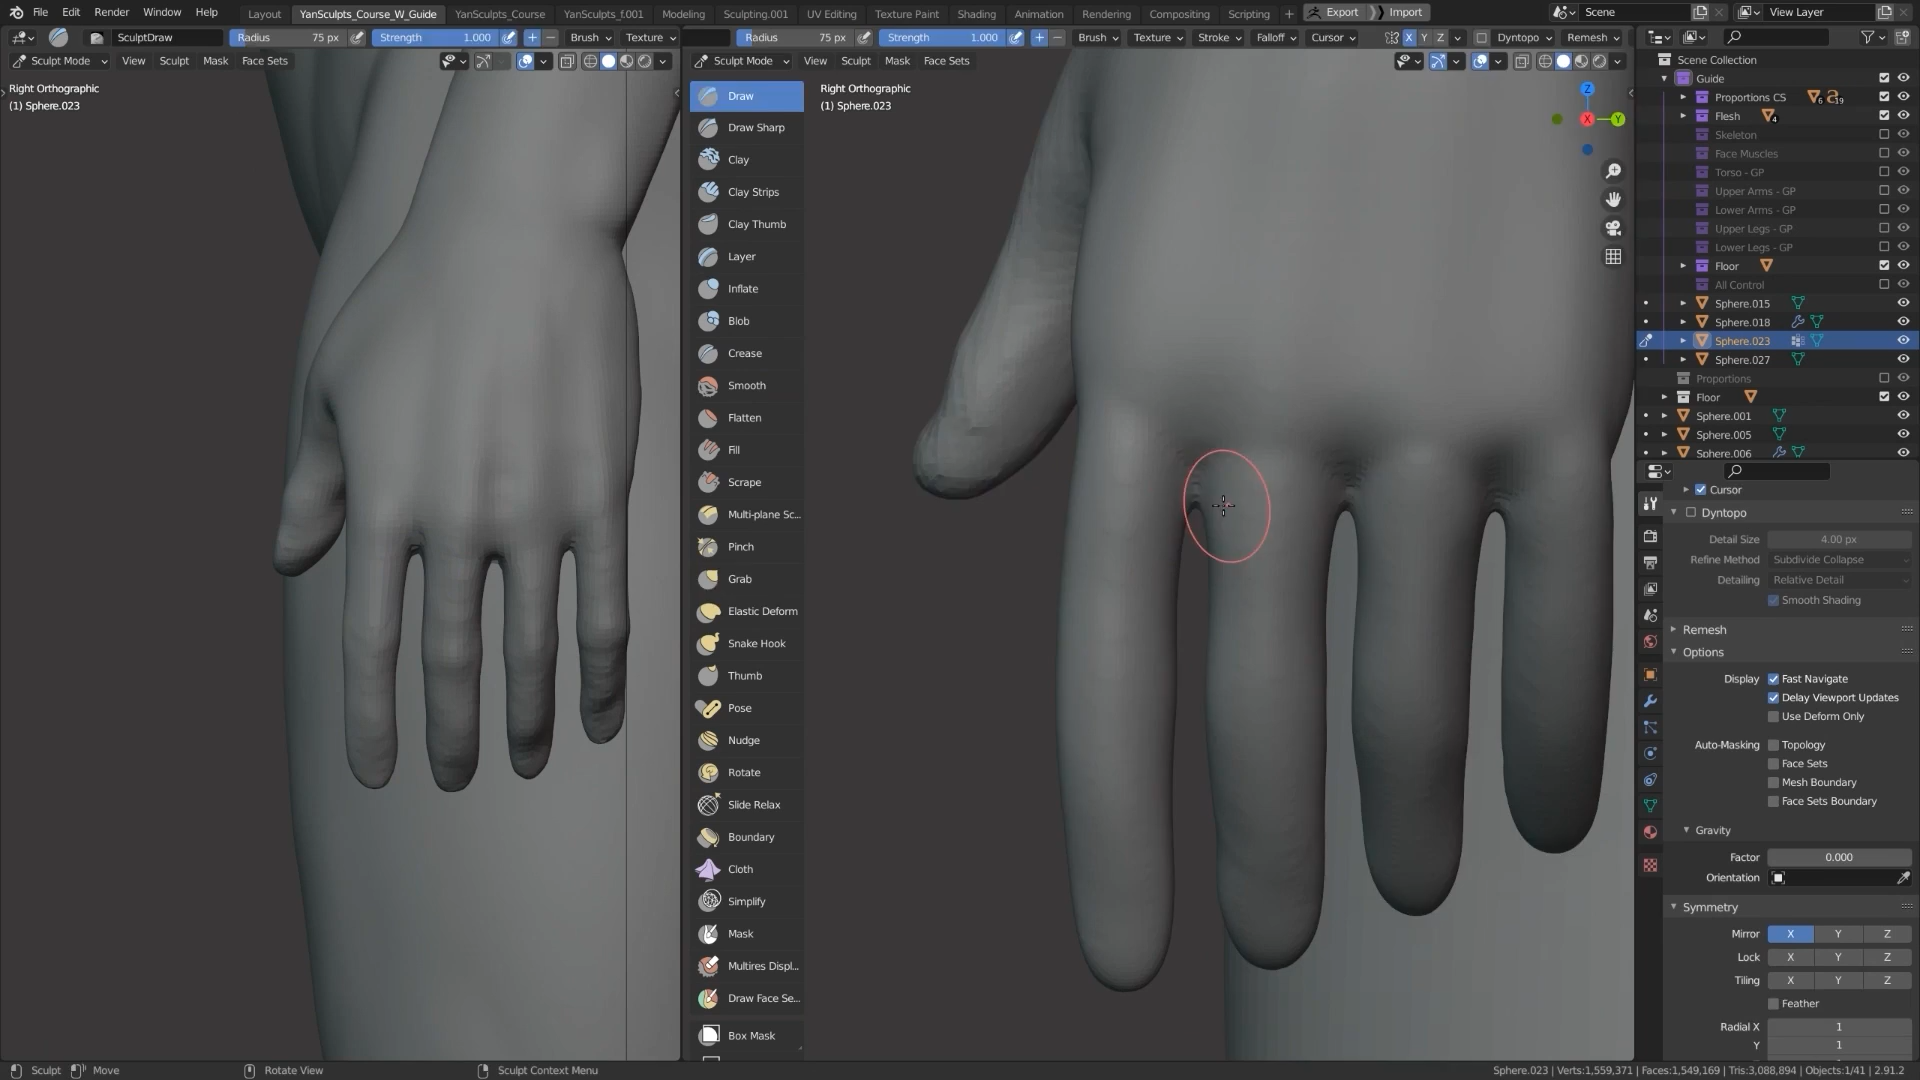 File Edit Render Window Help Layout YanSculpts_Course_W_Guide YanSculpts_Course YanSculpts_f.001 Modeling Sculpting.001 UV Editing Texture Paint Shading Animation Rendering Compositing Scripting + Export Import Scene View Layer
SculptDraw Radius 75 px Strength 1.000 + − Brush Texture Radius 75 px Strength 1.000 + − Brush Texture Stroke Falloff Cursor X Y Z Dyntopo Remesh
Sculpt Mode View Sculpt Mask Face Sets Sculpt Mode View Sculpt Mask Face Sets
Right Orthographic
(1) Sphere.023
Right Orthographic
(1) Sphere.023
Z
X
Y
Draw
Draw Sharp
Clay
Clay Strips
Clay Thumb
Layer
Inflate
Blob
Crease
Smooth
Flatten
Fill
Scrape
Multi-plane Sc...
Pinch
Grab
Elastic Deform
Snake Hook
Thumb
Pose
Nudge
Rotate
Slide Relax
Boundary
Cloth
Simplify
Mask
Multires Displ...
Draw Face Se...
Box Mask
Scene Collection
Guide
Proportions CS 6 19
Flesh 4
Skeleton
Face Muscles
Torso - GP
Upper Arms - GP
Lower Arms - GP
Upper Legs - GP
Lower Legs - GP
Floor
All Control
Sphere.015
Sphere.018
Sphere.023
Sphere.027
Proportions
Floor
Sphere.001
Sphere.005
Sphere.006
Cursor
Dyntopo
Detail Size 4.00 px
Refine Method Subdivide Collapse
Detailing Relative Detail
Smooth Shading
Remesh
Options
Display Fast Navigate
Delay Viewport Updates
Use Deform Only
Auto-Masking Topology
Face Sets
Mesh Boundary
Face Sets Boundary
Gravity
Factor 0.000
Orientation
Symmetry
Mirror X Y Z
Lock X Y Z
Tiling X Y Z
Feather
Radial X 1
Y 1
Sculpt Move Rotate View Sculpt Context Menu Sphere.023 | Verts:1,559,371 | Faces:1,549,169 | Tris:3,088,894 | Objects:1/41 | 2.91.2